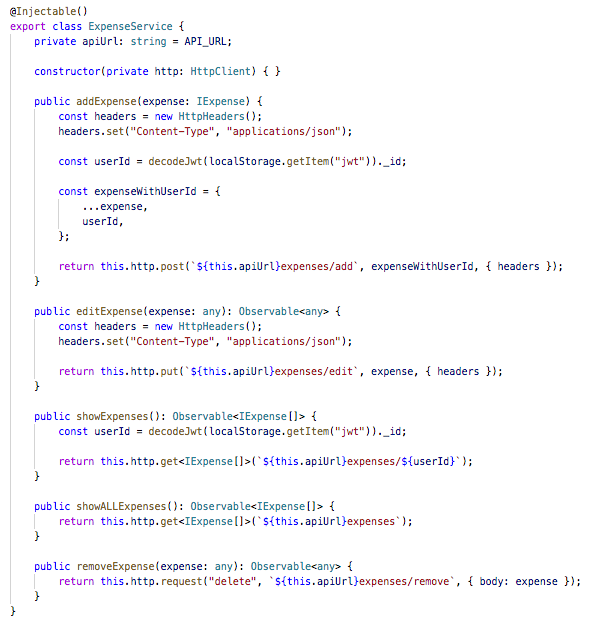 @Injectable()
export class ExpenseService {
    private apiUrl: string = API_URL;

    constructor(private http: HttpClient) { }

    public addExpense(expense: IExpense) {
        const headers = new HttpHeaders();
        headers.set("Content-Type", "applications/json");

        const userId = decodeJwt(localStorage.getItem("jwt"))._id;

        const expenseWithUserId = {
            ...expense,
            userId,
        };

        return this.http.post(`${this.apiUrl}expenses/add`, expenseWithUserId, { headers });
    }

    public editExpense(expense: any): Observable<any> {
        const headers = new HttpHeaders();
        headers.set("Content-Type", "applications/json");

        return this.http.put(`${this.apiUrl}expenses/edit`, expense, { headers });
    }

    public showExpenses(): Observable<IExpense[]> {
        const userId = decodeJwt(localStorage.getItem("jwt"))._id;

        return this.http.get<IExpense[]>(`${this.apiUrl}expenses/${userId}`);
    }

    public showALLExpenses(): Observable<IExpense[]> {
        return this.http.get<IExpense[]>(`${this.apiUrl}expenses`);
    }

    public removeExpense(expense: any): Observable<any> {
        return this.http.request("delete", `${this.apiUrl}expenses/remove`, { body: expense });
    }
}